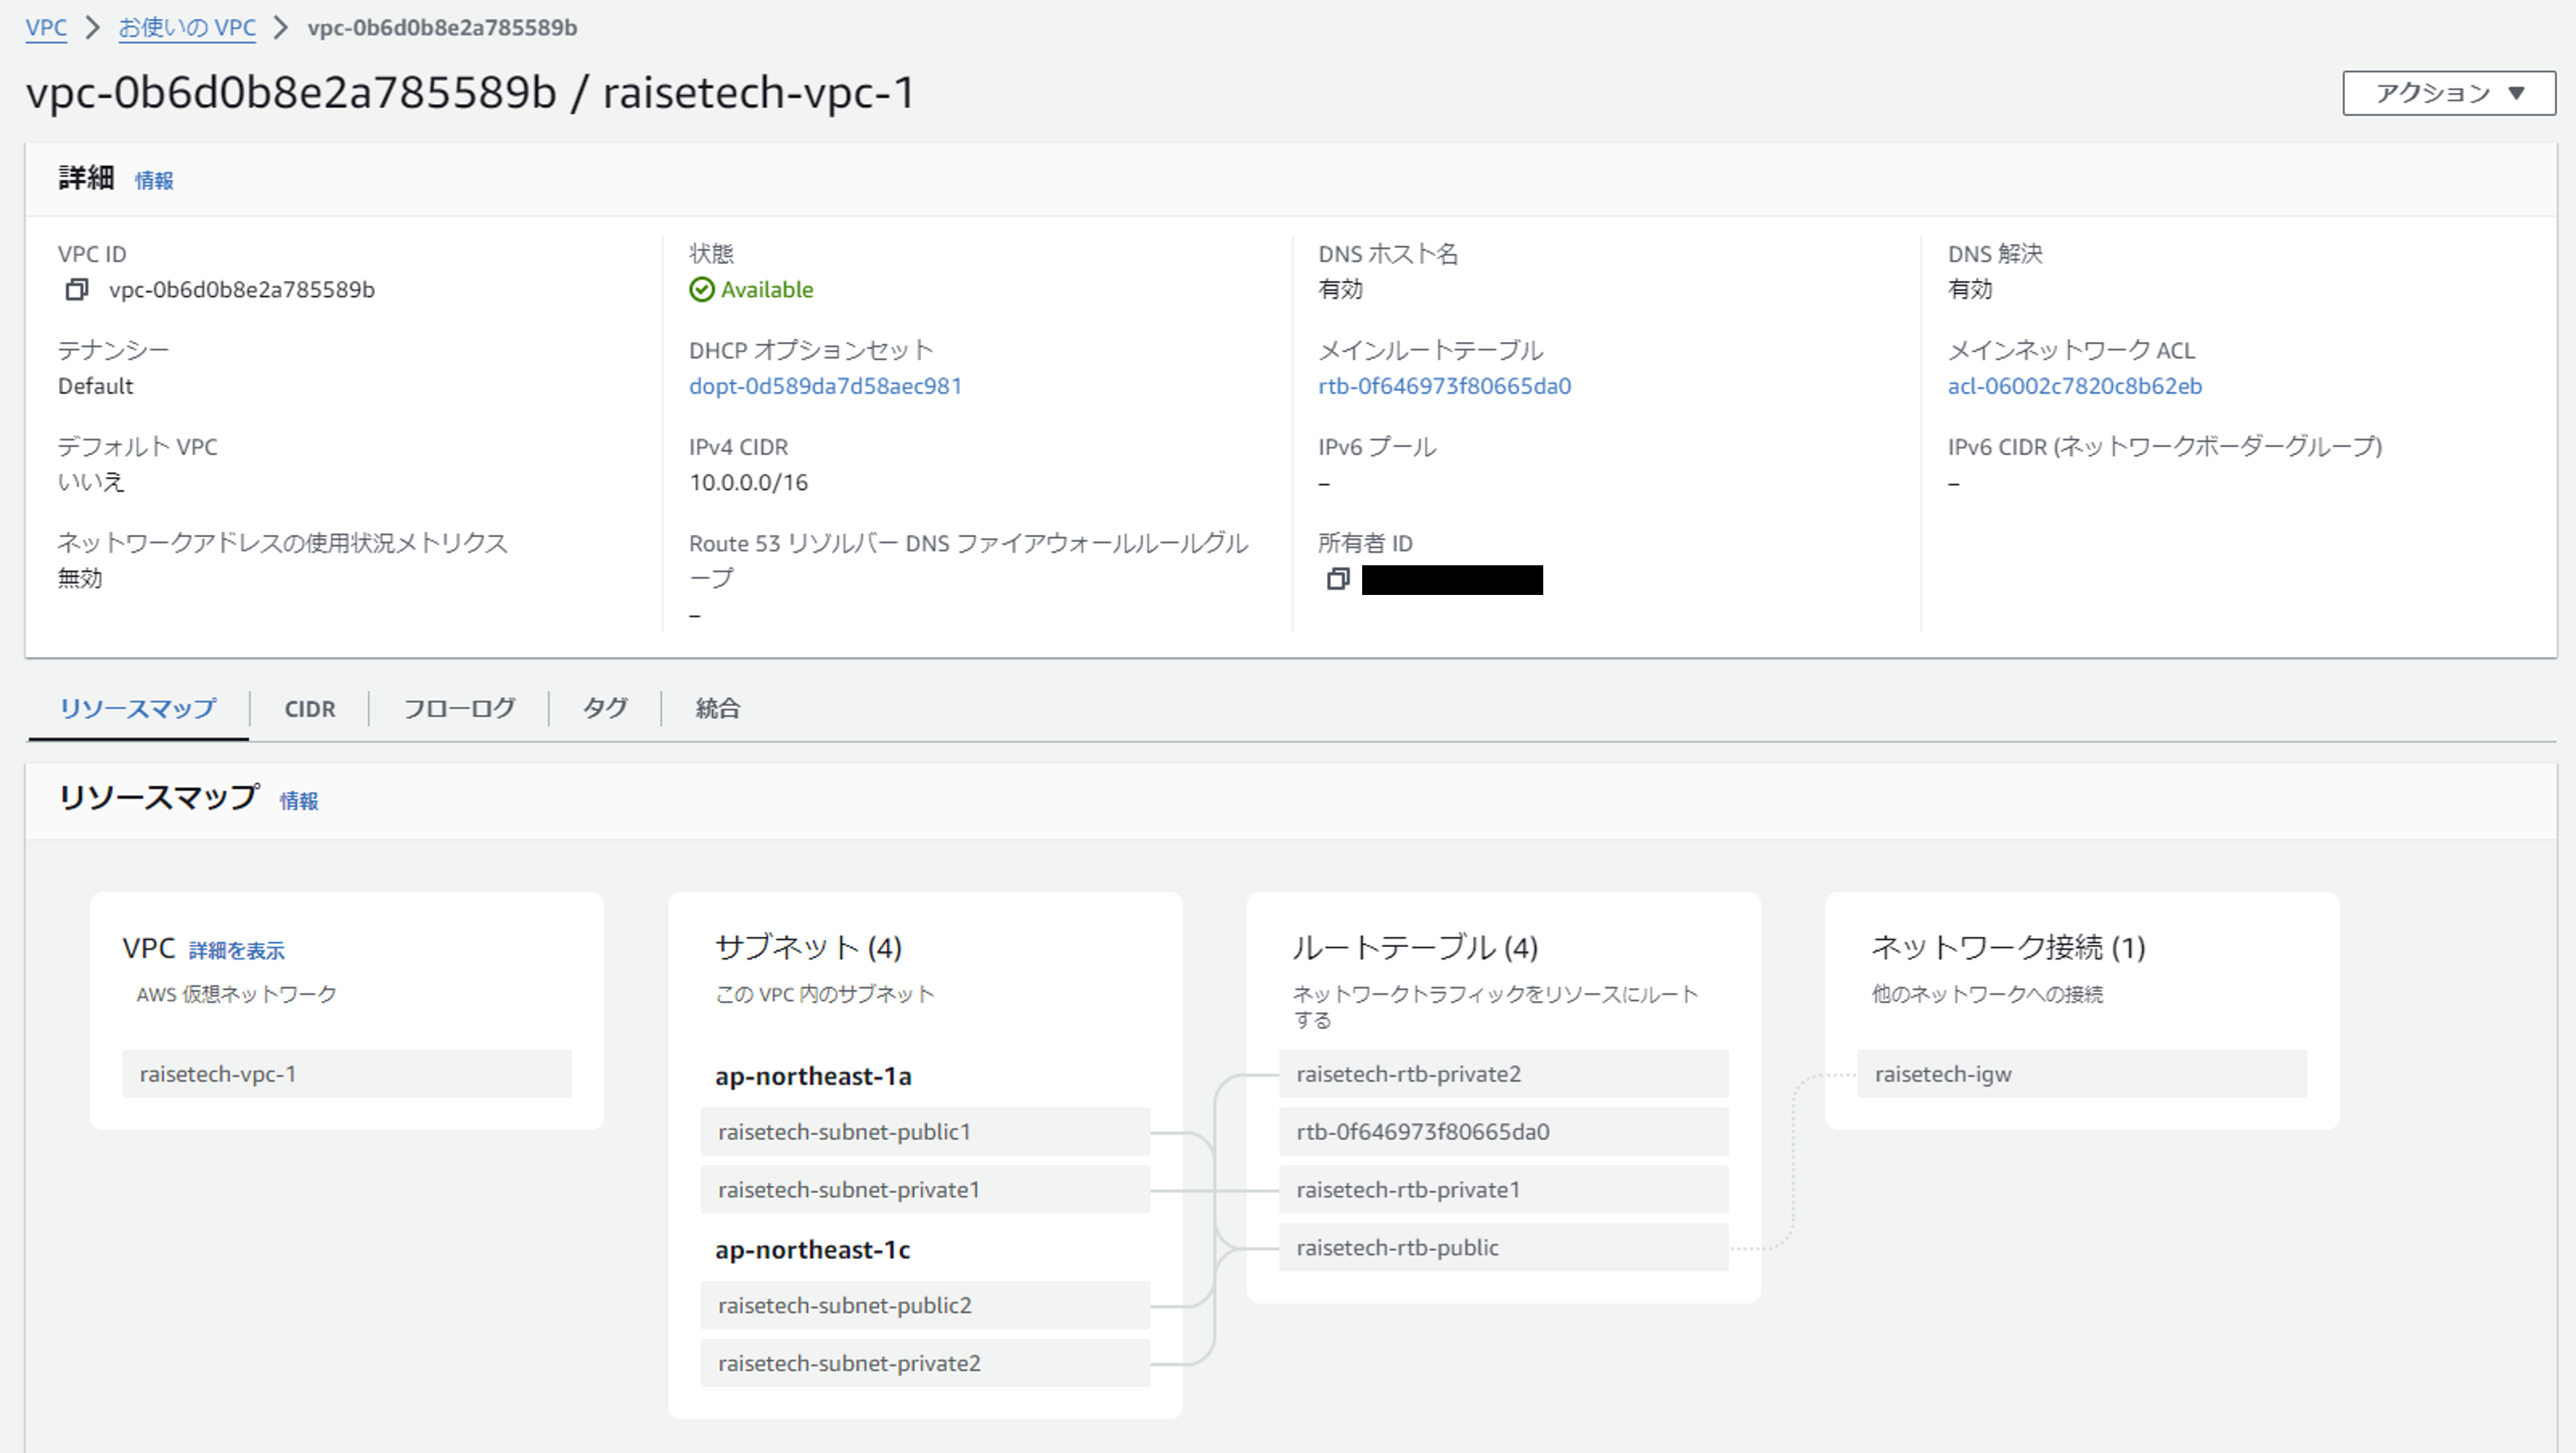 VPC > お使いの VPC > vpc-0b6d0b8e2a785589b
vpc-0b6d0b8e2a785589b / raisetech-vpc-1
アクション ▼
詳細 情報
VPC ID
vpc-0b6d0b8e2a785589b
状態
Available
DNS ホスト名
有効
DNS 解決
有効
テナンシー
Default
DHCP オプションセット
dopt-0d589da7d58aec981
メインルートテーブル
rtb-0f646973f80665da0
メインネットワーク ACL
acl-06002c7820c8b62eb
デフォルト VPC
いいえ
IPv4 CIDR
10.0.0.0/16
IPv6 プール
–
IPv6 CIDR (ネットワークボーダーグループ)
–
ネットワークアドレスの使用状況メトリクス
無効
Route 53 リゾルバー DNS ファイアウォールルールグル
ープ
–
所有者 ID
リソースマップ CIDR フローログ タグ 統合
リソースマップ 情報
VPC 詳細を表示
AWS 仮想ネットワーク
raisetech-vpc-1
サブネット (4)
この VPC 内のサブネット
ap-northeast-1a
raisetech-subnet-public1
raisetech-subnet-private1
ap-northeast-1c
raisetech-subnet-public2
raisetech-subnet-private2
ルートテーブル (4)
ネットワークトラフィックをリソースにルート
する
raisetech-rtb-private2
rtb-0f646973f80665da0
raisetech-rtb-private1
raisetech-rtb-public
ネットワーク接続 (1)
他のネットワークへの接続
raisetech-igw